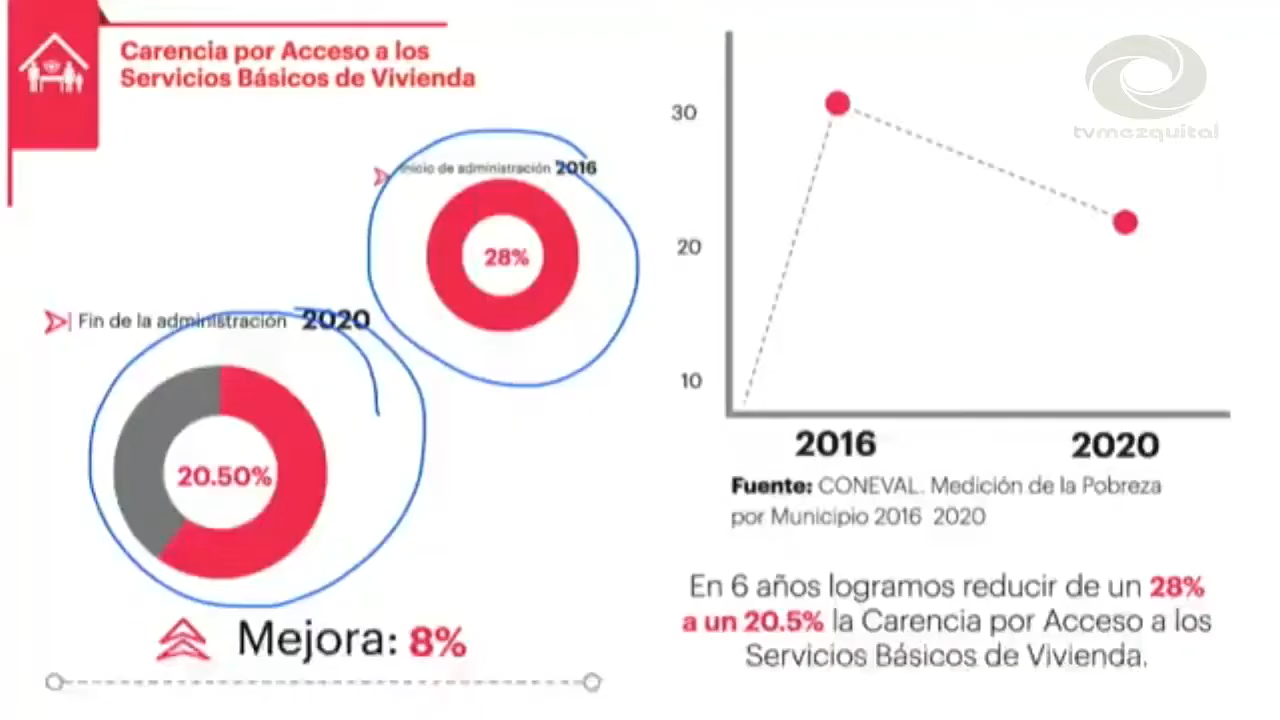 Carencia por Acceso a los
Servicios Básicos de Vivienda
Inicio de administración 2016
28%
Fin de la administración 2020
20.50%
Mejora: 8%
tvmezquital
30
20
10
2016 2020
Fuente: CONEVAL. Medición de la Pobreza
por Municipio 2016 2020
En 6 años logramos reducir de un 28%
a un 20.5% la Carencia por Acceso a los
Servicios Básicos de Vivienda.